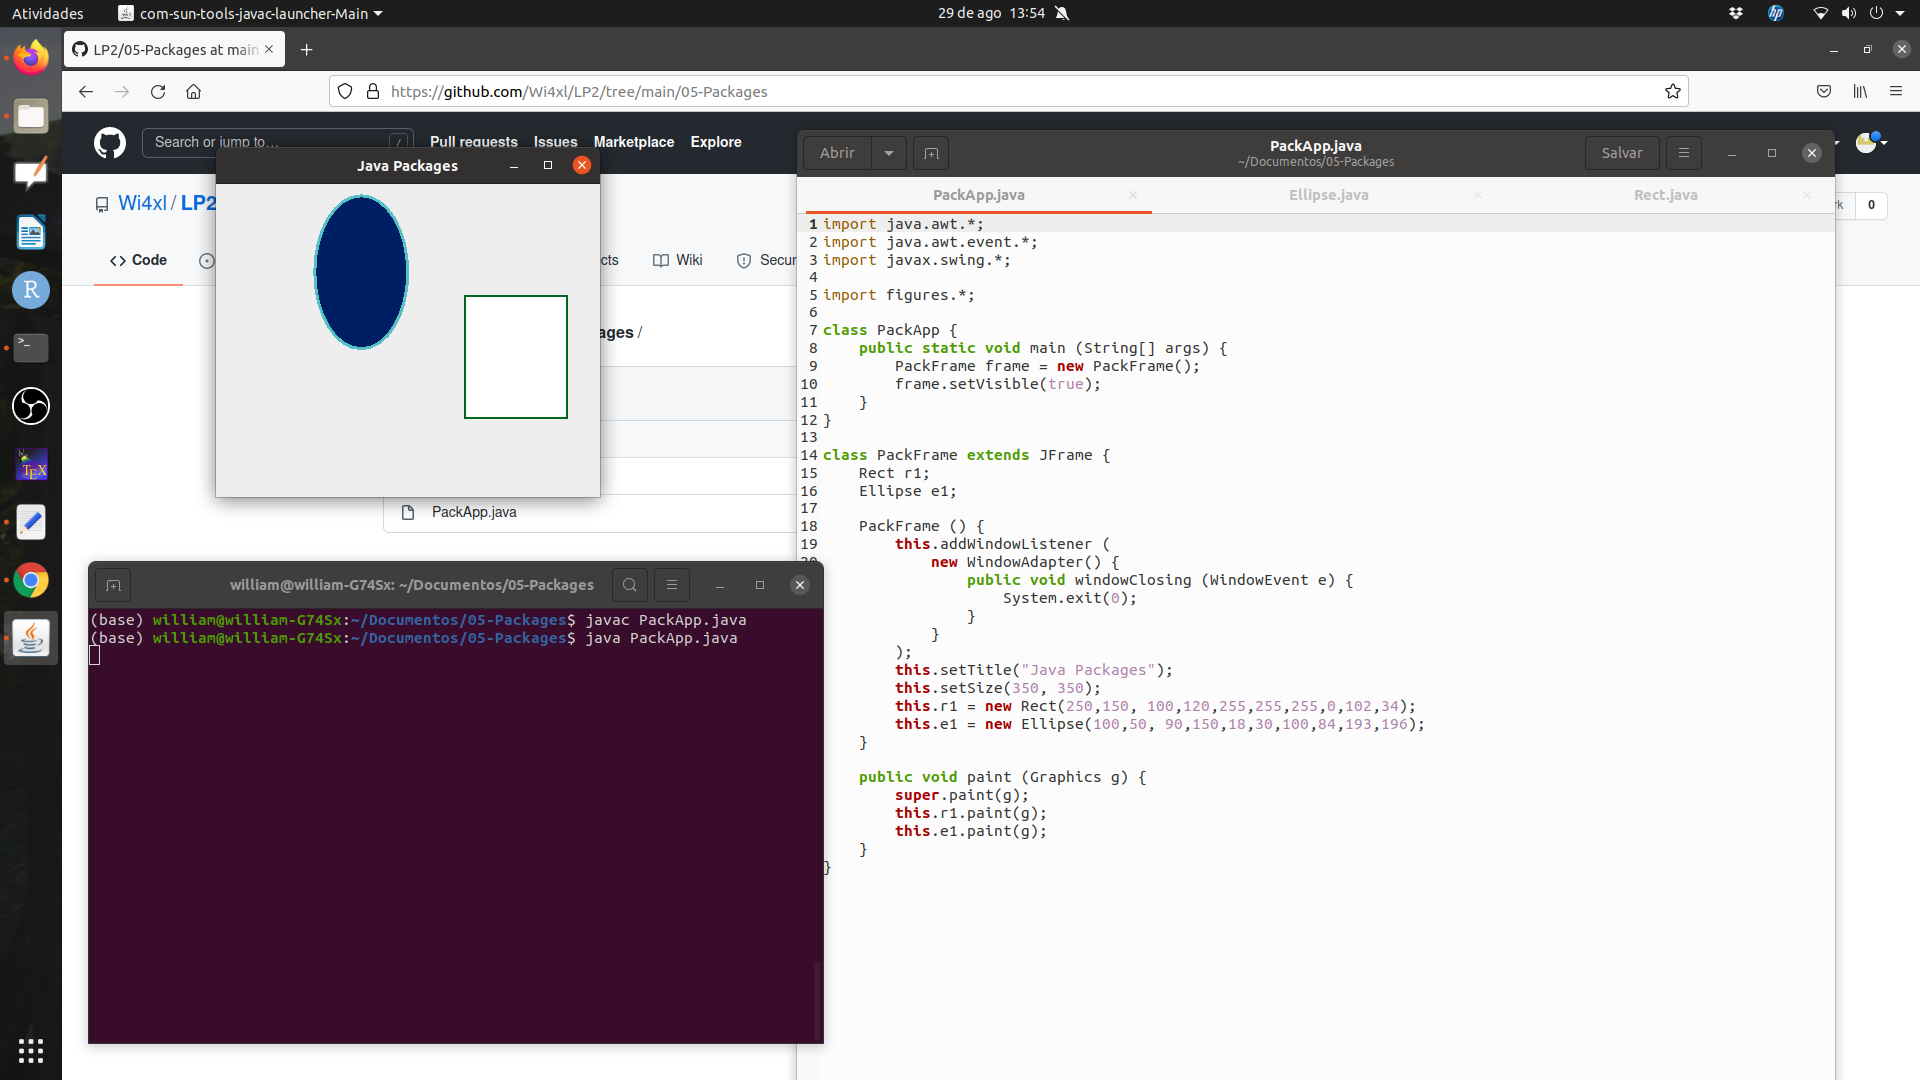 Atividades
com-sun-tools-javac-launcher-Main
29 de ago 13:54
LP2/05-Packages at main
https://github.com/Wi4xl/LP2/tree/main/05-Packages
Search or jump to…
/
Pull requests
Issues
Marketplace
Explore
Wi4xl / LP2
Code
Wiki
0
ages /
PackApp.java
Java Packages
Abrir
PackApp.java
~/Documentos/05-Packages
Salvar
PackApp.java
Ellipse.java
Rect.java
1 import java.awt.*;
2 import java.awt.event.*;
3 import javax.swing.*;
4
5 import figures.*;
6
7 class PackApp {
8 public static void main (String[] args) {
9 PackFrame frame = new PackFrame();
10 frame.setVisible(true);
11 }
12 }
13
14 class PackFrame extends JFrame {
15 Rect r1;
16 Ellipse e1;
17
18 PackFrame () {
19 this.addWindowListener (
new WindowAdapter() {
public void windowClosing (WindowEvent e) {
System.exit(0);
}
}
);
this.setTitle("Java Packages");
this.setSize(350, 350);
this.r1 = new Rect(250,150, 100,120,255,255,255,0,102,34);
this.e1 = new Ellipse(100,50, 90,150,18,30,100,84,193,196);
}
public void paint (Graphics g) {
super.paint(g);
this.r1.paint(g);
this.e1.paint(g);
}
}
william@william-G74Sx: ~/Documentos/05-Packages
(base) william@william-G74Sx:~/Documentos/05-Packages$ javac PackApp.java
(base) william@william-G74Sx:~/Documentos/05-Packages$ java PackApp.java